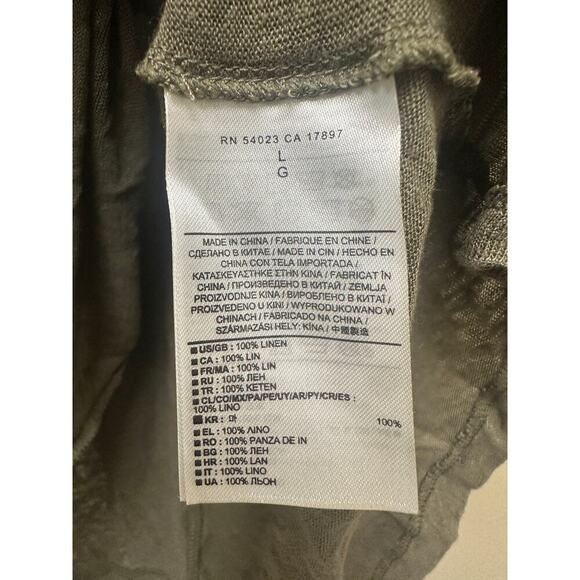 RN 54023 CA 17897
L
G
MADE IN CHINA / FABRIQUE EN CHINE /
СДЕЛАНО В КИТАЕ / MADE IN CIN / HECHO EN
CHINA CON TELA IMPORTADA /
ΚΑΤΑΣΚΕΥΑΣΤΗΚΕ ΣΤΗΝ ΚΙΝΑ / FABRICAT ÎN
CHINA / ПРОИЗВЕДЕНО В КИТАЙ / ZEMLJA
PROIZVODNJE KINA / ВИРОБЛЕНО В КИТАЇ /
PROIZVEDENO U KINI / WYPRODUKOWANO W
CHINACH / FABRICADO NA CHINA /
SZÁRMAZÁSI HELY: KÍNA / 中國製造
US/GB : 100% LINEN
CA : 100% LIN
FR/MA : 100% LIN
RU : 100% ЛЕН
TR : 100% KETEN
CL/CO/MX/PA/PE/UY/AR/PY/CR/ES :
100% LINO
KR : 마 100%
EL : 100% ΛΙΝΟ
RO : 100% PANZA DE IN
BG : 100% ЛЕН
HR : 100% LAN
IT : 100% LINO
UA : 100% ЛЬОН